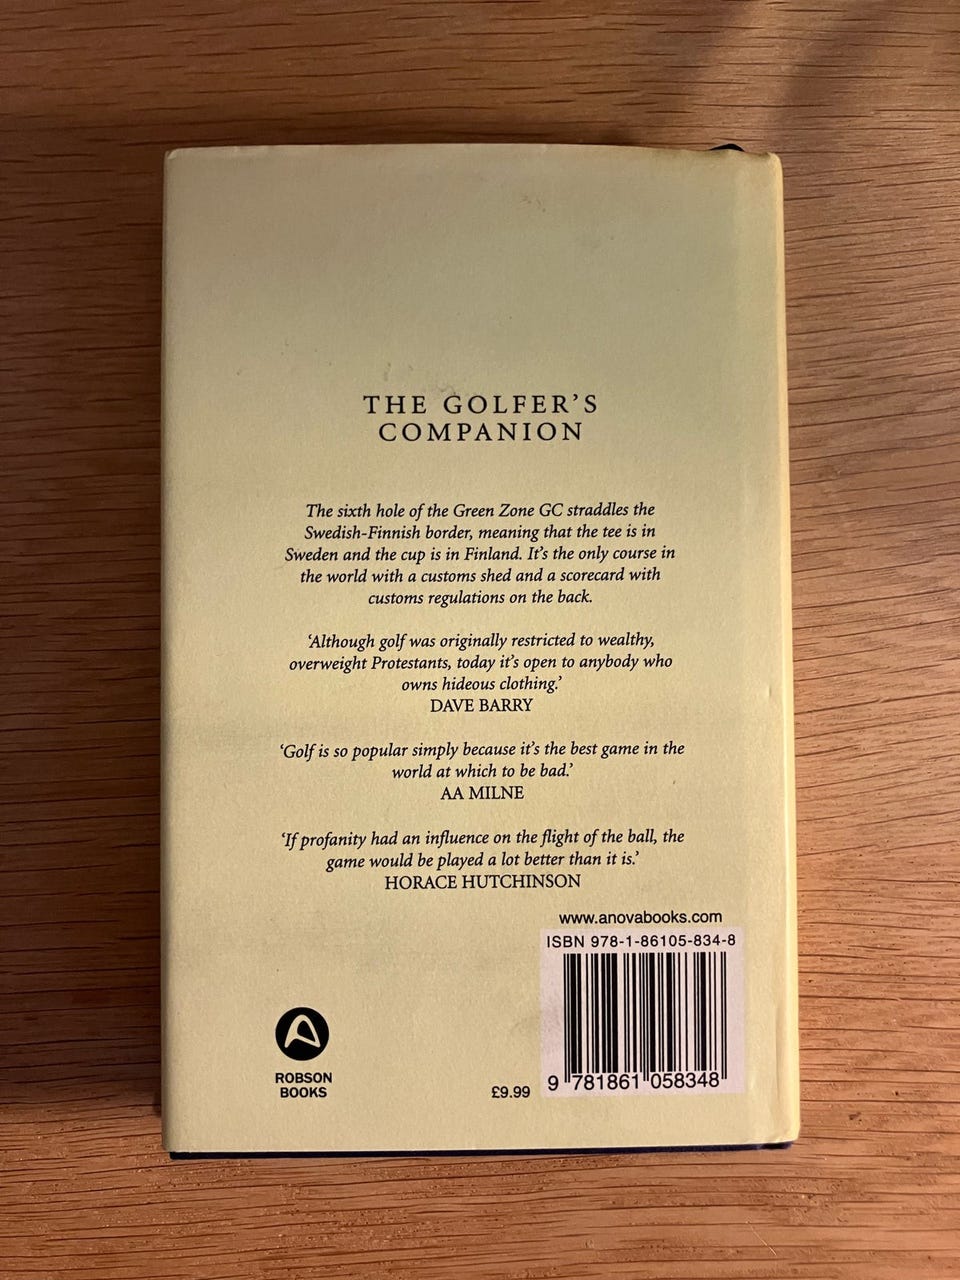 THE GOLFER’S
COMPANION
The sixth hole of the Green Zone GC straddles the
Swedish-Finnish border, meaning that the tee is in
Sweden and the cup is in Finland. It’s the only course in
the world with a customs shed and a scorecard with
customs regulations on the back.
‘Although golf was originally restricted to wealthy,
overweight Protestants, today it’s open to anybody who
owns hideous clothing.’
DAVE BARRY
‘Golf is so popular simply because it’s the best game in the
world at which to be bad.’
AA MILNE
‘If profanity had an influence on the flight of the ball, the
game would be played a lot better than it is.’
HORACE HUTCHINSON
www.anovabooks.com
ISBN 978-1-86105-834-8
9 781861 058348
£9.99
ROBSON
BOOKS